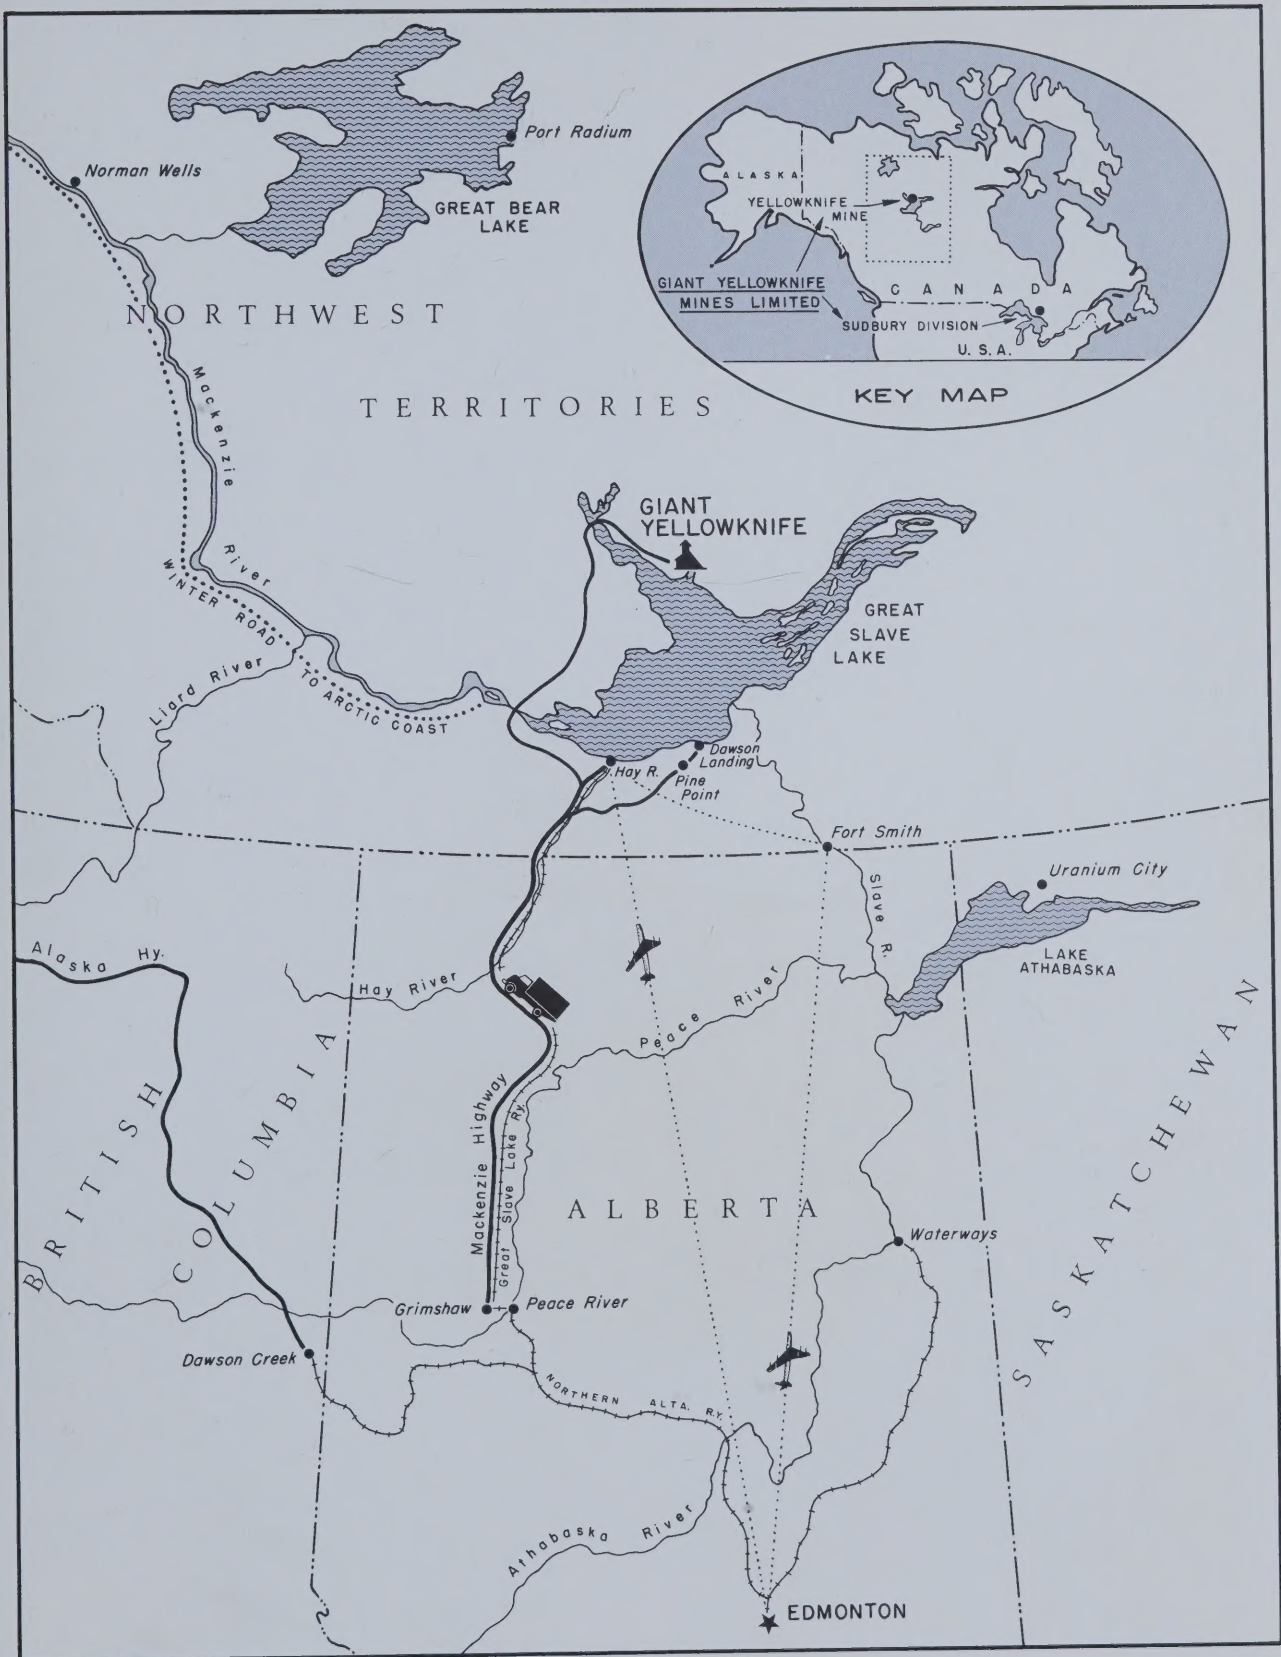 Port Radium
Norman Wells
GREAT BEAR
LAKE
NORTHWEST
TERRITORIES
ALASKA
YELLOWKNIFE
MINE
GIANT YELLOWKNIFE
MINES LIMITED
CANADA
SUDBURY DIVISION
U.S.A.
KEY MAP
Mackenzie
River
GIANT
YELLOWKNIFE
GREAT
SLAVE
LAKE
WINTER ROAD
TO ARCTIC COAST
Liard River
Dawson
Landing
Hay R.
Pine
Point
Fort Smith
Slave R.
Uranium City
LAKE
ATHABASKA
Alaska Hy.
Hay River
Peace River
BRITISH
COLUMBIA
Mackenzie Highway
Great Slave Lake Ry.
ALBERTA
SASKATCHEWAN
Waterways
Grimshaw
Peace River
Dawson Creek
NORTHERN ALTA. RY.
Athabaska River
EDMONTON